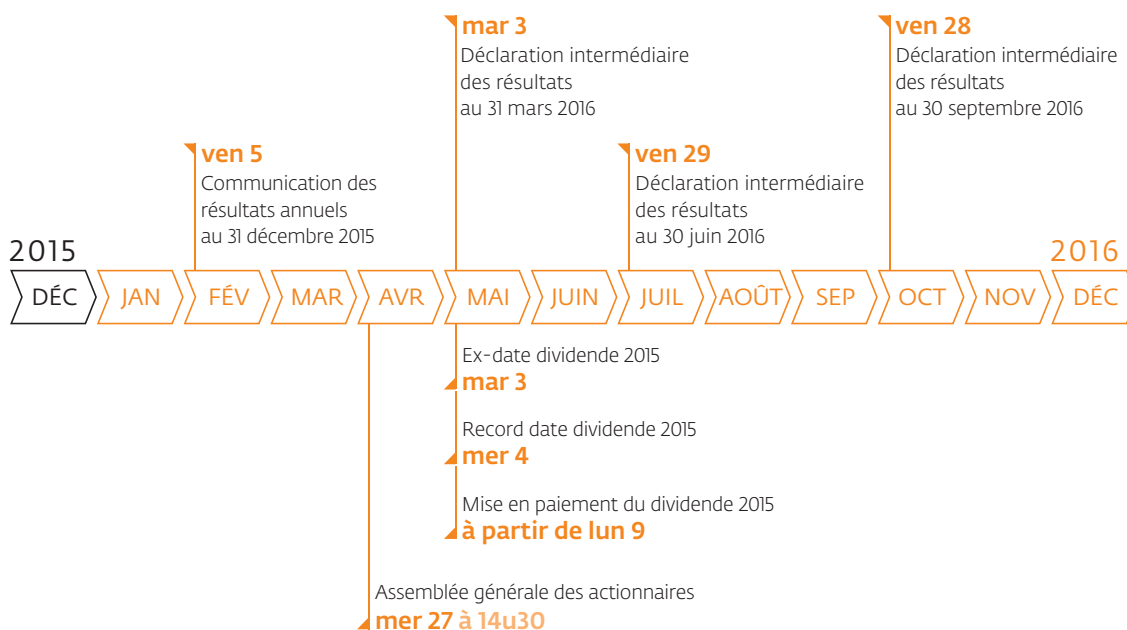 mar 3
Déclaration intermédiaire
des résultats
au 31 mars 2016
ven 28
Déclaration intermédiaire
des résultats
au 30 septembre 2016
ven 5
Communication des
résultats annuels
au 31 décembre 2015
ven 29
Déclaration intermédiaire
des résultats
au 30 juin 2016
2015
2016
DÉC JAN FÉV MAR AVR MAI JUIN JUIL AOÛT SEP OCT NOV DÉC
Ex-date dividende 2015
mar 3
Record date dividende 2015
mer 4
Mise en paiement du dividende 2015
à partir de lun 9
Assemblée générale des actionnaires
mer 27 à 14u30